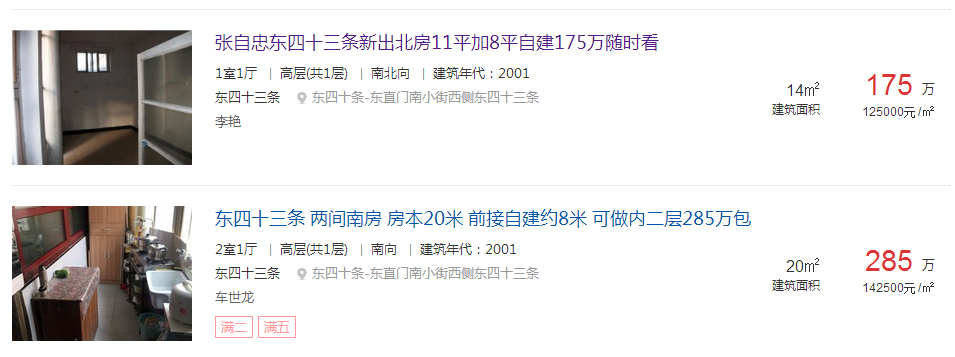 张自忠东四十三条新出北房11平加8平自建175万随时看
1室1厅 | 高层(共1层) | 南北向 | 建筑年代：2001
东四十三条 东四十条-东直门南小街西侧东四十三条
李艳
14㎡
建筑面积
175 万
125000元/㎡
东四十三条 两间南房 房本20米 前接自建约8米 可做内二层285万包
2室1厅 | 高层(共1层) | 南向 | 建筑年代：2001
东四十三条 东四十条-东直门南小街西侧东四十三条
车世龙
满二 满五
20㎡
建筑面积
285 万
142500元/㎡